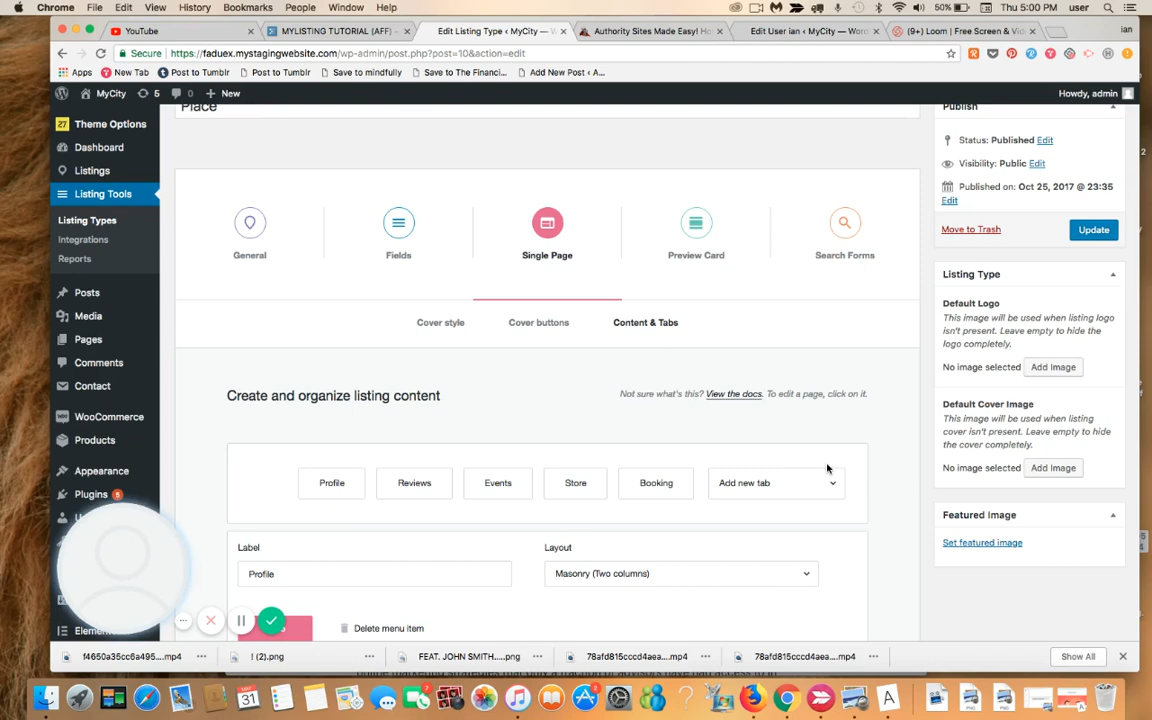 Chrome File Edit View History Bookmarks People Window Help 50% Thu 5:00 PM user
YouTube MYLISTING TUTORIAL (AFF) - Edit Listing Type ‹ MyCity — W Authority Sites Made Easy! Ho Edit User ian ‹ MyCity — Word (9+) Loom | Free Screen & Vid ian
Secure https://faduex.mystagingwebsite.com/wp-admin/post.php?post=10&action=edit
Apps New Tab Post to Tumblr Post to Tumblr Save to mindfully Save to The Financi... Add New Post ‹ A...
MyCity 5 0 New Howdy, admin
27 Theme Options
Dashboard
Listings
Listing Tools
Listing Types
Integrations
Reports
Posts
Media
Pages
Comments
Contact
WooCommerce
Products
Appearance
Plugins 5
Place
General Fields Single Page Preview Card Search Forms
Cover style Cover buttons Content & Tabs
Create and organize listing content Not sure what's this? View the docs. To edit a page, click on it.
Profile Reviews Events Store Booking Add new tab
Label Layout
Profile Masonry (Two columns)
Delete menu item
Publish
Status: Published Edit
Visibility: Public Edit
Published on: Oct 25, 2017 @ 23:35
Edit
Move to Trash Update
Listing Type
Default Logo
This image will be used when listing logo
isn't present. Leave empty to hide the
logo completely.
No image selected Add Image
Default Cover Image
This image will be used when listing
cover isn't present. Leave empty to hide
the cover completely.
No image selected Add Image
Featured Image
Set featured image
f4650a35cc6a495....mp4 ! (2).png FEAT. JOHN SMITH....png 78afd815cccd4aea....mp4 78afd815cccd4aea....mp4 Show All